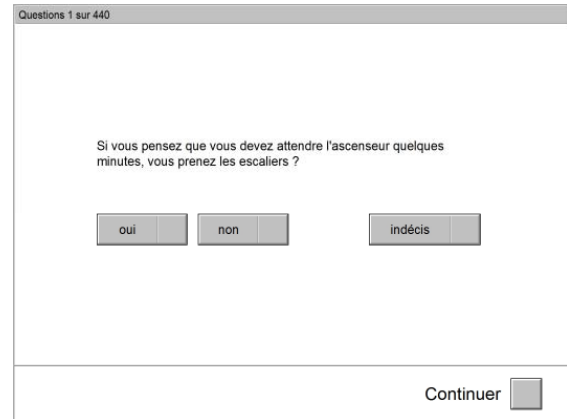 Questions 1 sur 440
Si vous pensez que vous devez attendre l'ascenseur quelques
minutes, vous prenez les escaliers ?
oui non indécis
Continuer